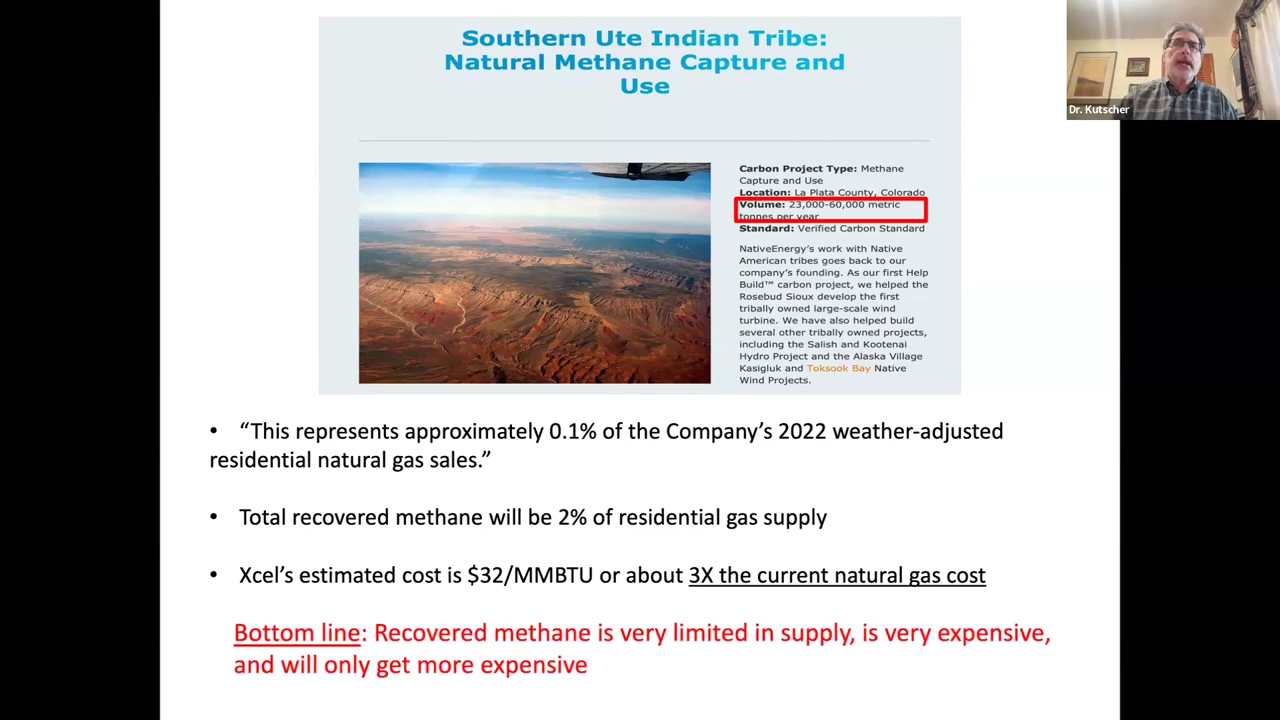 Southern Ute Indian Tribe:
Natural Methane Capture and
Use
Dr. Kutscher
Carbon Project Type: Methane
Capture and Use
Location: La Plata County, Colorado
Volume: 23,000-60,000 metric
tonnes per year
Standard: Verified Carbon Standard
NativeEnergy's work with Native
American tribes goes back to our
company's founding. As our first Help
Build™ carbon project, we helped the
Rosebud Sioux develop the first
tribally owned large-scale wind
turbine. We have also helped build
several other tribally owned projects,
including the Salish and Kootenai
Hydro Project and the Alaska Village
Kasigluk and Toksook Bay Native
Wind Projects.
• “This represents approximately 0.1% of the Company’s 2022 weather-adjusted
residential natural gas sales.”
• Total recovered methane will be 2% of residential gas supply
• Xcel’s estimated cost is $32/MMBTU or about 3X the current natural gas cost
Bottom line: Recovered methane is very limited in supply, is very expensive,
and will only get more expensive